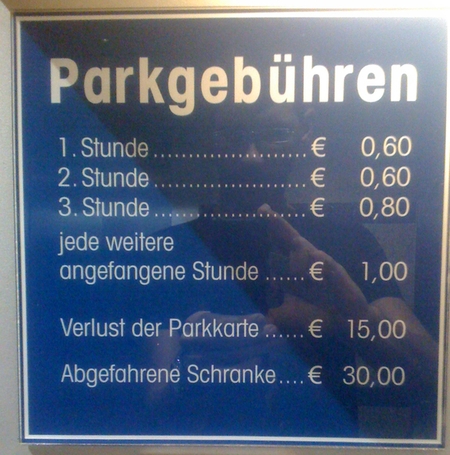 Parkgebühren
1. Stunde ...................... € 0,60
2. Stunde ...................... € 0,60
3. Stunde ...................... € 0,80
jede weitere
angefangene Stunde ...... € 1,00
Verlust der Parkkarte ...... € 15,00
Abgefahrene Schranke .... € 30,00